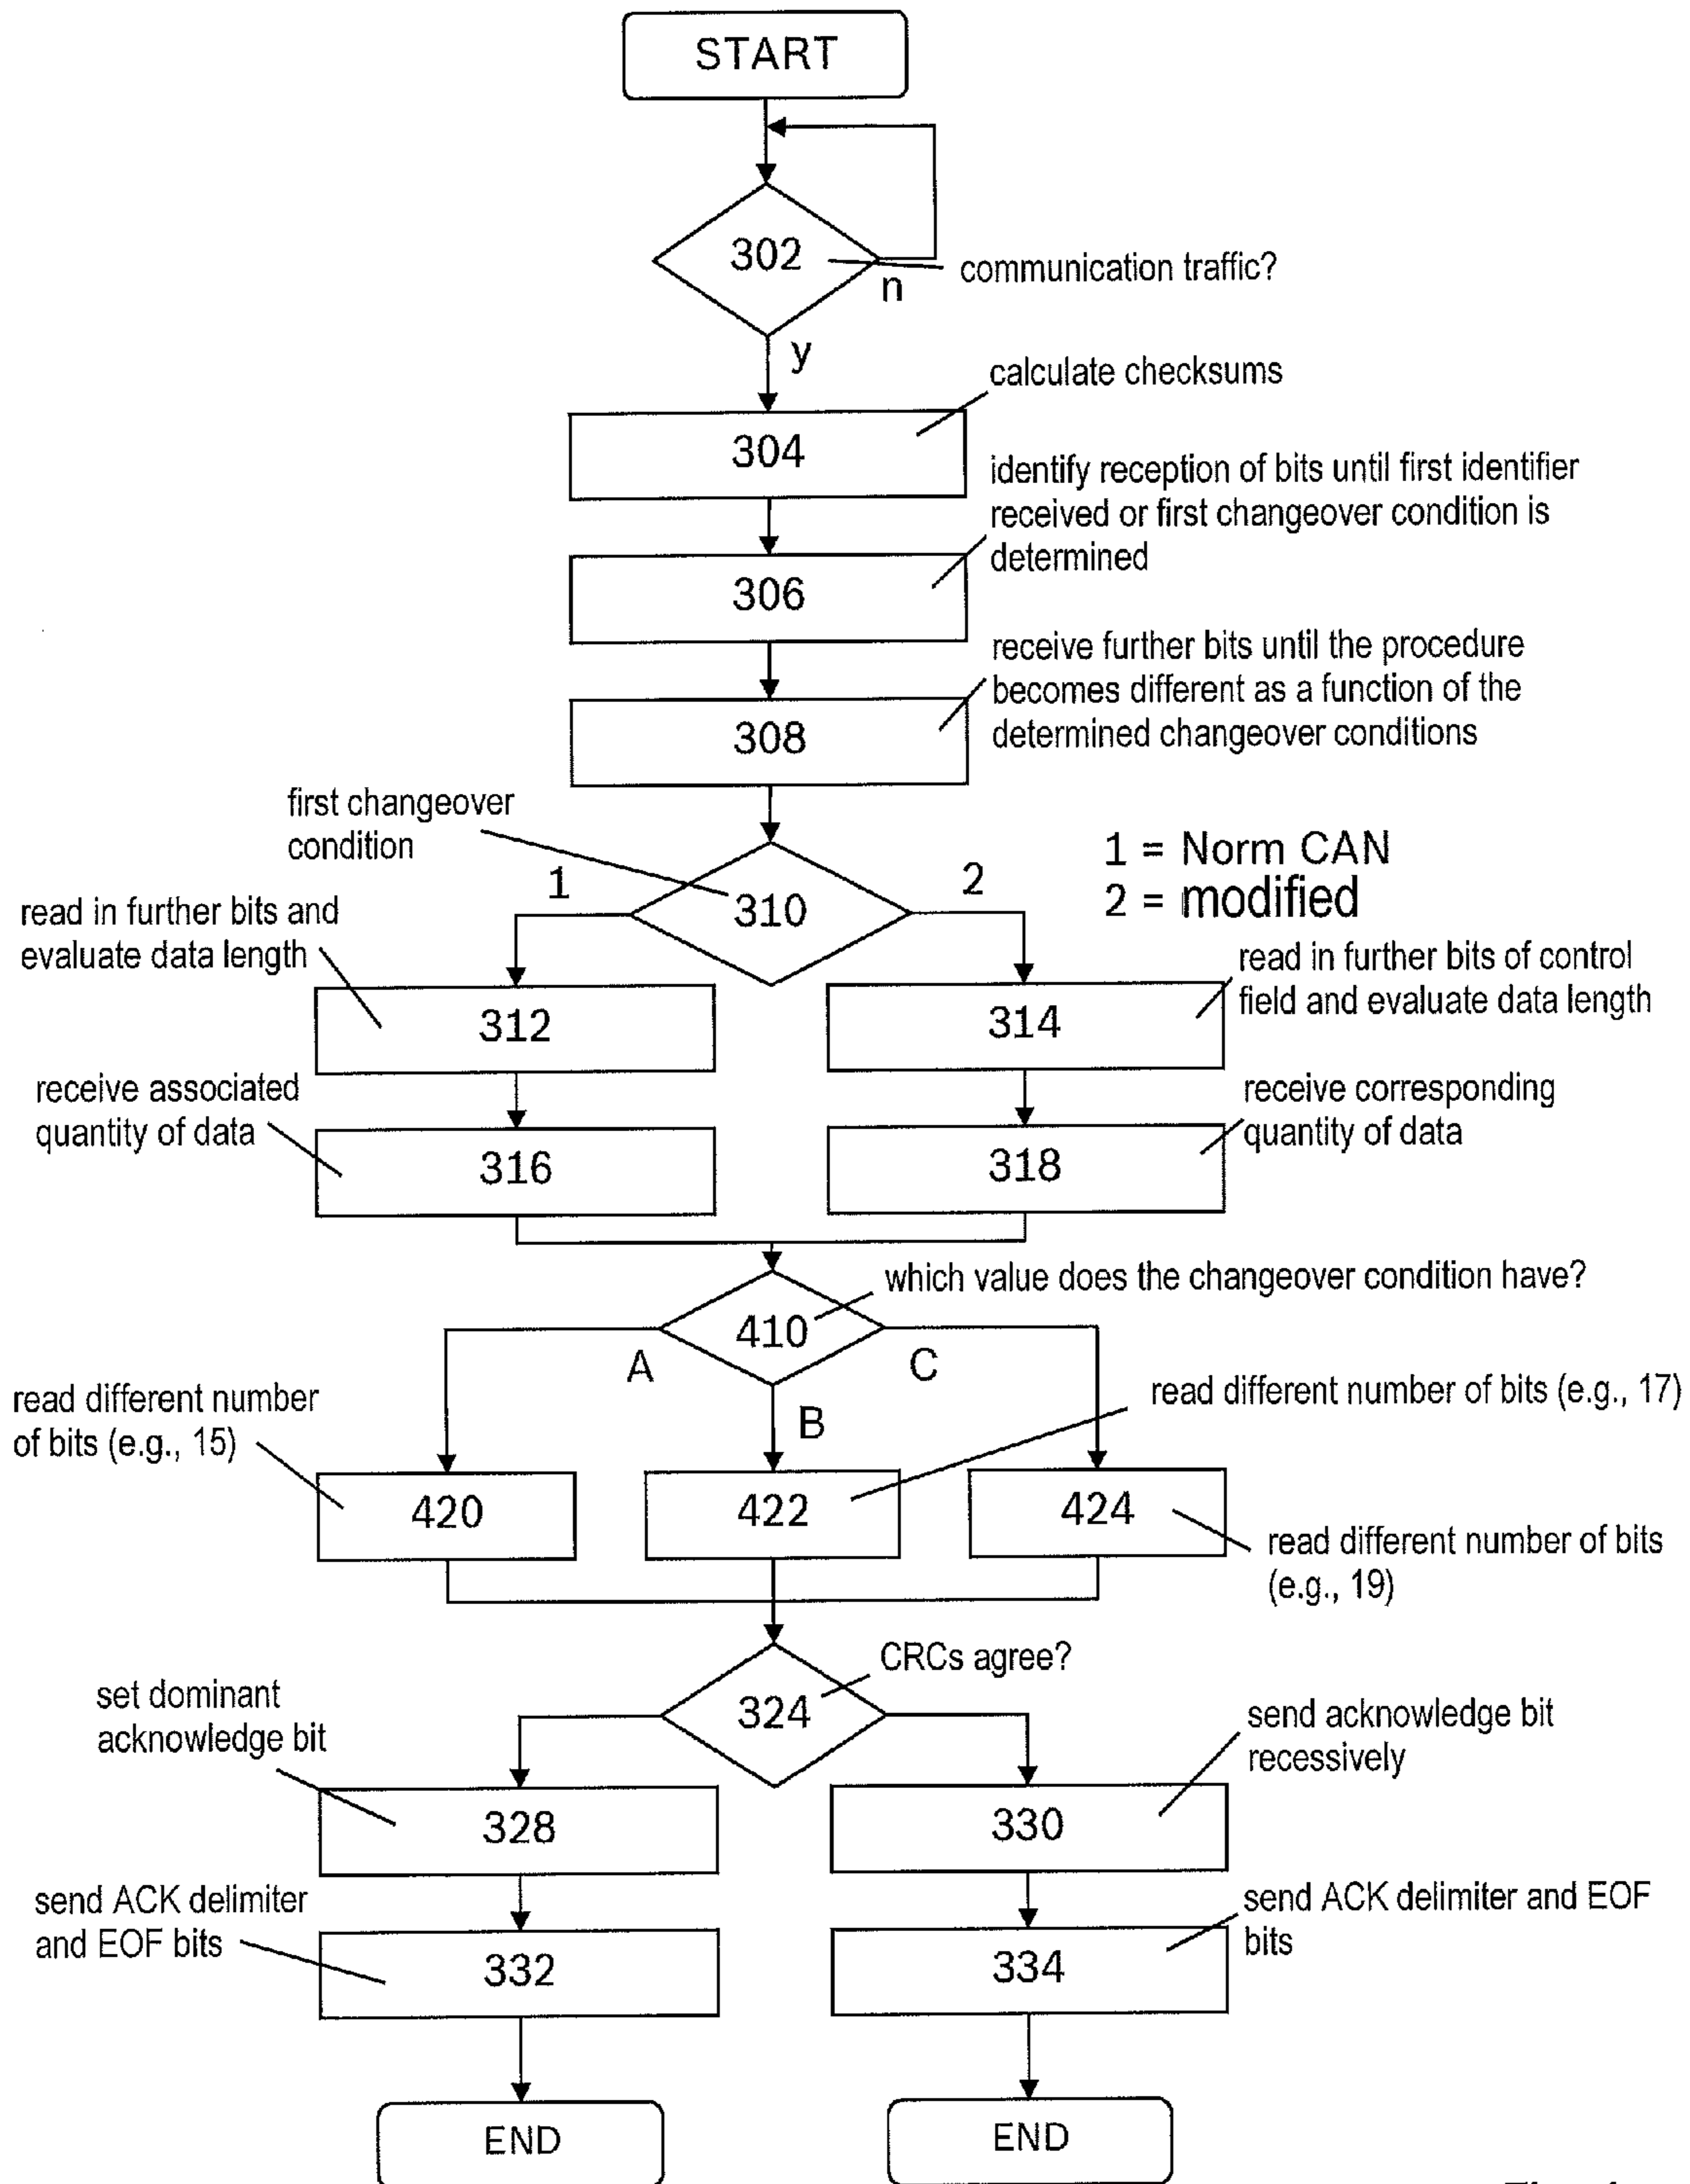 START
302
communication traffic?
n
y
calculate checksums
304
identify reception of bits until first identifier
received or first changeover condition is
determined
306
receive further bits until the procedure
becomes different as a function of the
determined changeover conditions
308
first changeover
condition
1 = Norm CAN
2 = modified
1
310
2
read in further bits and
evaluate data length
312
314
read in further bits of control
field and evaluate data length
receive associated
quantity of data
316
318
receive corresponding
quantity of data
which value does the changeover condition have?
410
A
B
C
read different number
of bits (e.g., 15)
read different number of bits (e.g., 17)
420
422
424
read different number of bits
(e.g., 19)
CRCs agree?
324
set dominant
acknowledge bit
send acknowledge bit
recessively
328
330
send ACK delimiter
and EOF bits
send ACK delimiter and EOF
bits
332
334
END
END